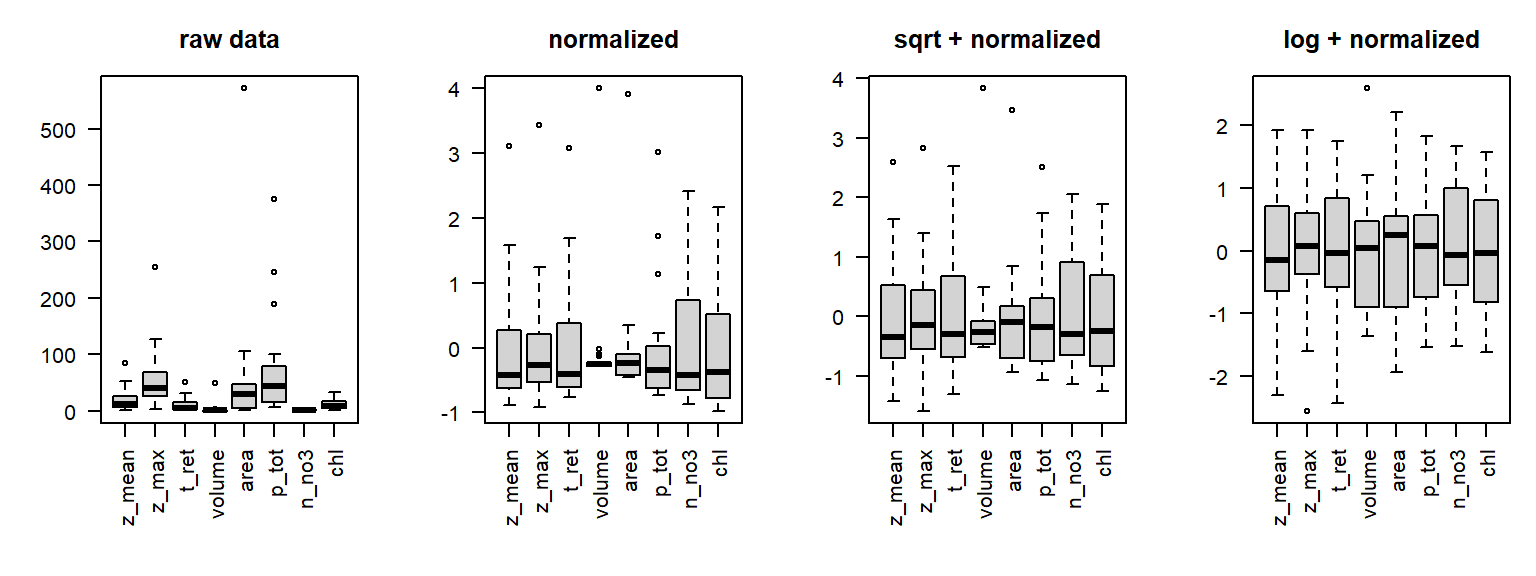 raw data
500
400
300
200
100
0
z_mean
z_max
t_ret
volume
area
p_tot
n_no3
chl
normalized
4
3
2
1
0
-1
z_mean
z_max
t_ret
volume
area
p_tot
n_no3
chl
sqrt + normalized
4
3
2
1
0
-1
z_mean
z_max
t_ret
volume
area
p_tot
n_no3
chl
log + normalized
2
1
0
-1
-2
z_mean
z_max
t_ret
volume
area
p_tot
n_no3
chl